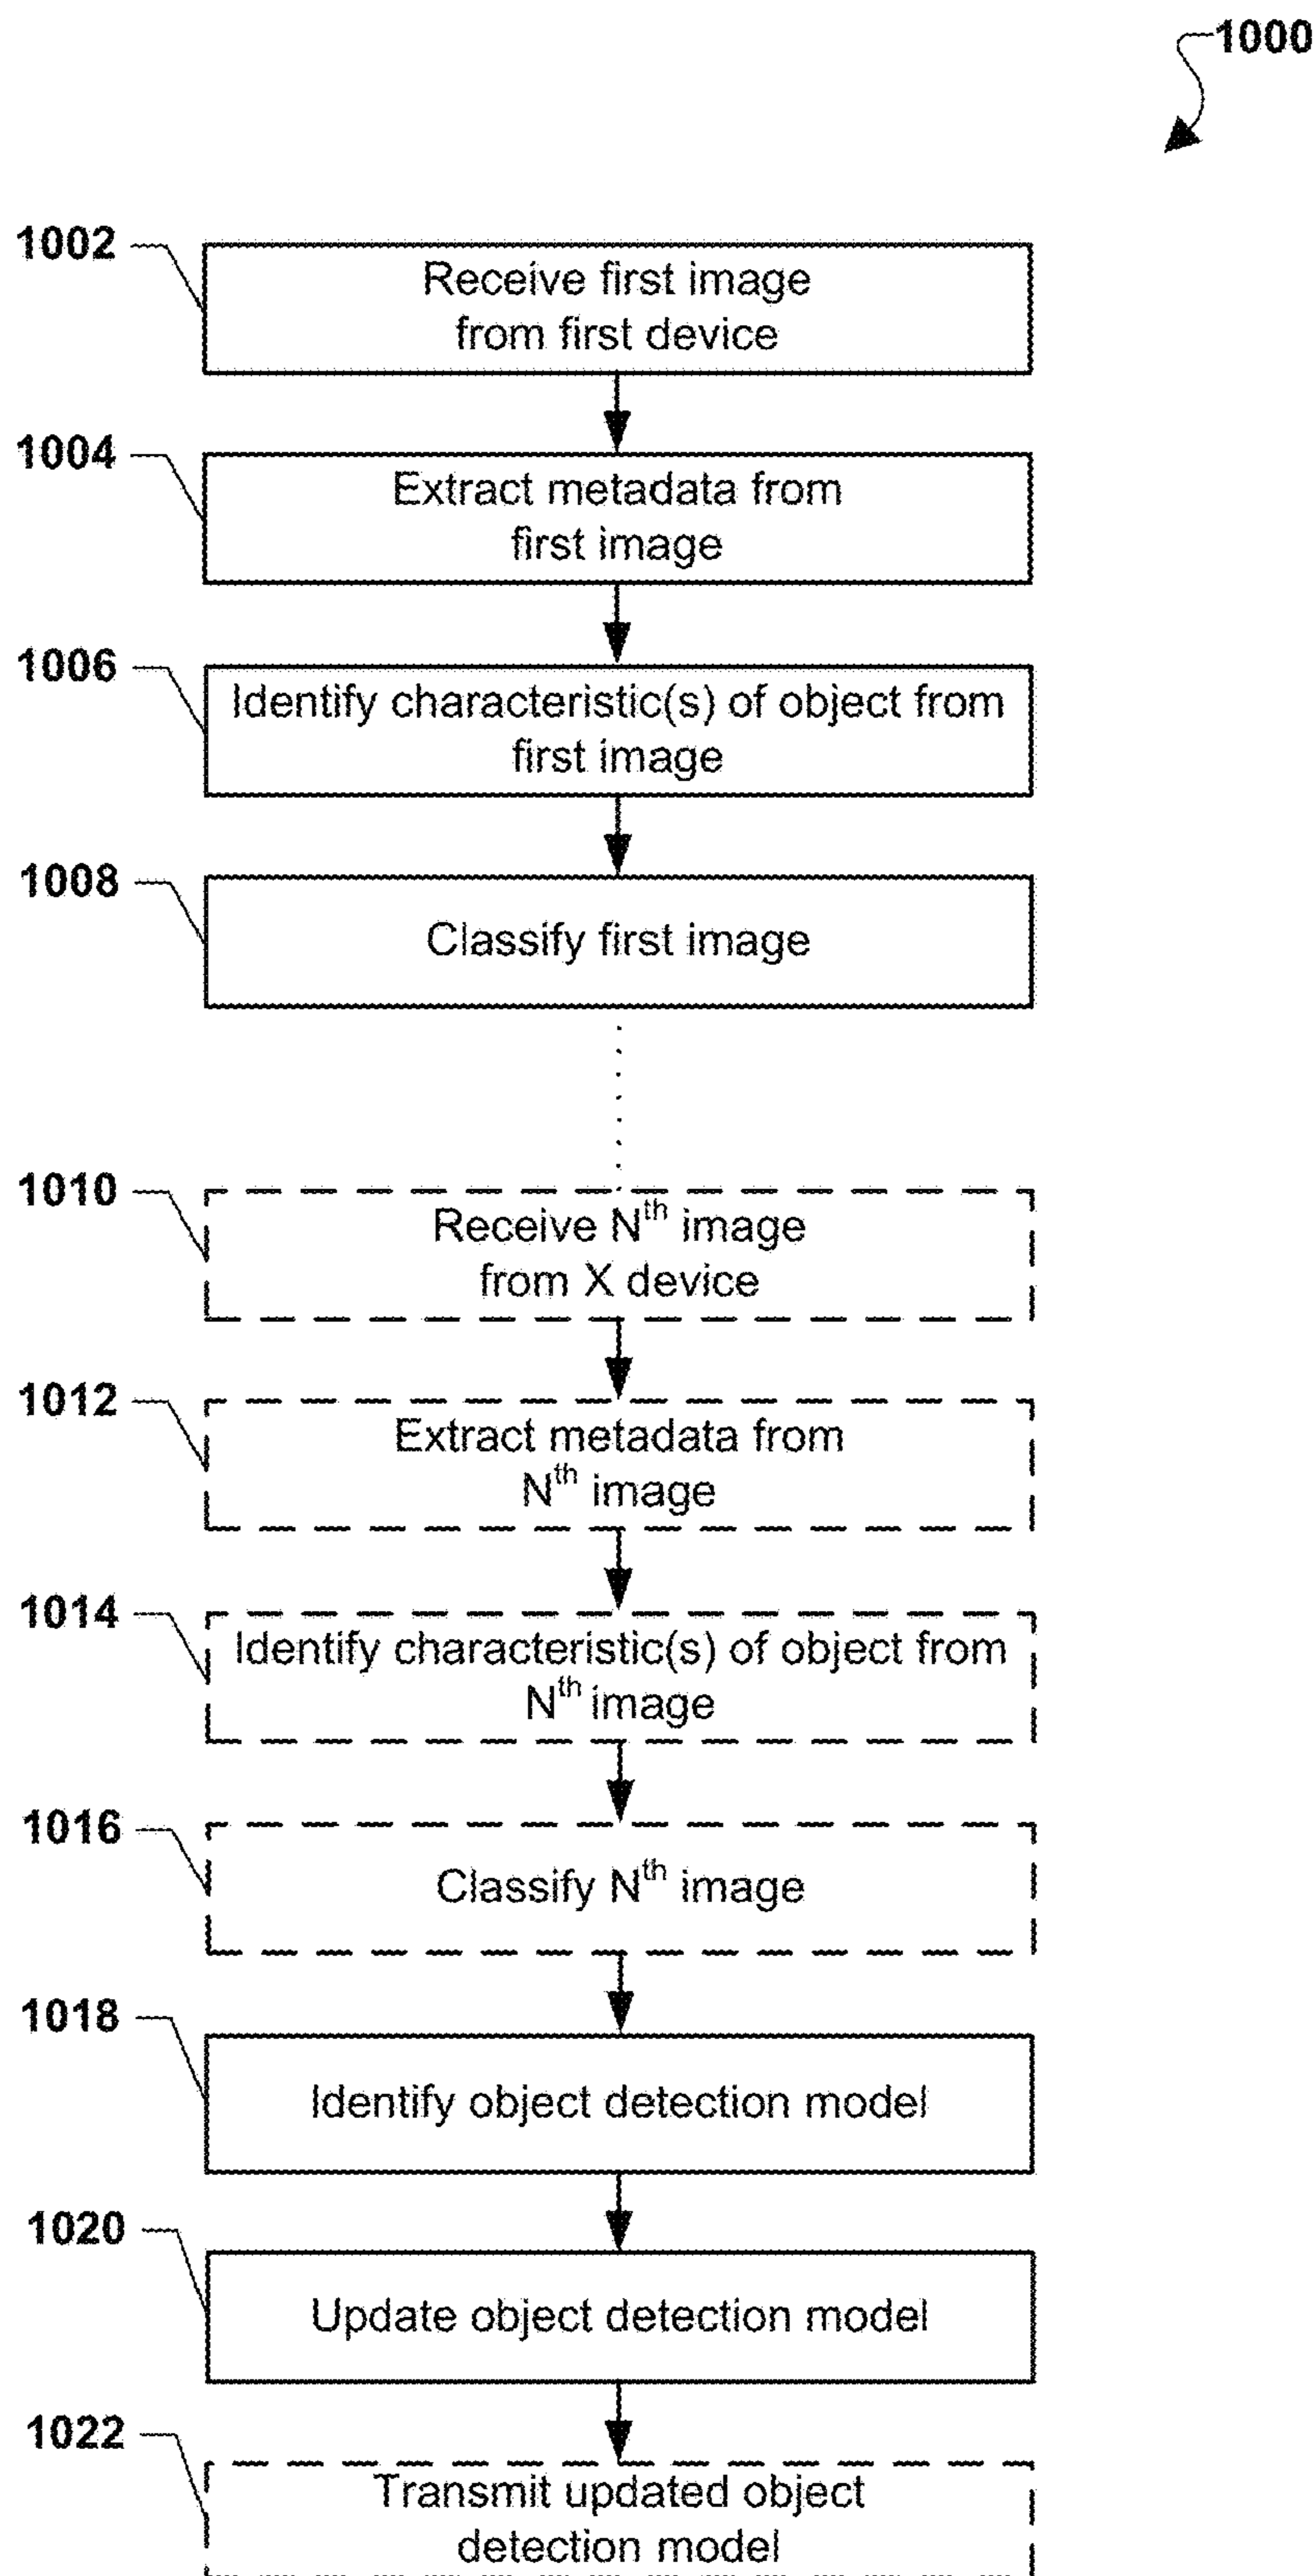 1000
1002
Receive first image
from first device
1004
Extract metadata from
first image
1006
Identify characteristic(s) of object from
first image
1008
Classify first image
1010
Receive Nth image
from X device
1012
Extract metadata from
Nth image
1014
Identify characteristic(s) of object from
Nth image
1016
Classify Nth image
1018
Identify object detection model
1020
Update object detection model
1022
Transmit updated object
detection model